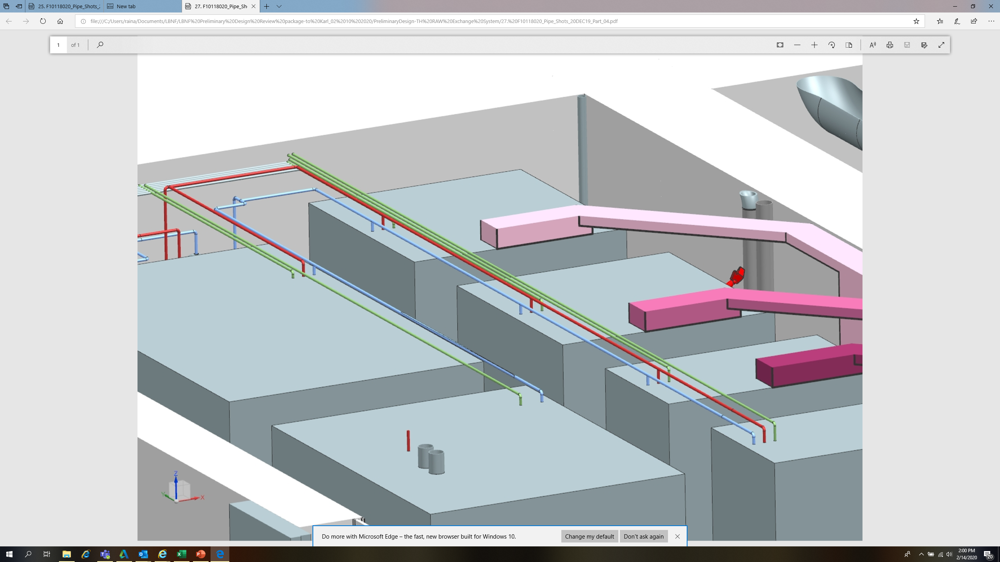 25. F10118020_Pipe_Shots_2
New tab
27. F10118020_Pipe_Sh
file:///C:/Users/raina/Documents/LBNF/LBNF%20Preliminary%20Design%20Review%20package-to%20Karl_02%2010%202020/PreliminaryDesign-TH%20RAW%20Exchange%20System/27.%20F10118020_Pipe_Shots_20DEC19_Part_04.pdf
1 of 1
Z
Y
X
Do more with Microsoft Edge – the fast, new browser built for Windows 10.
Change my default
Don't ask again
2:00 PM
2/14/2020
20